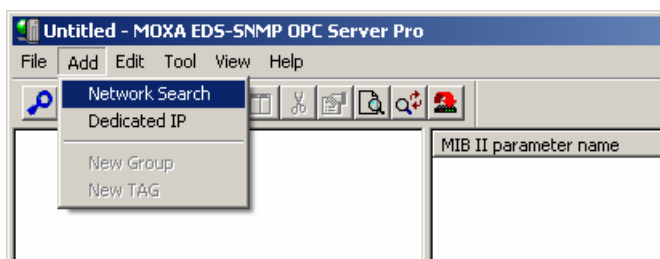 Untitled - MOXA EDS-SNMP OPC Server Pro
File Add Edit Tool View Help
Network Search
Dedicated IP
New Group
New TAG
MIB II parameter name